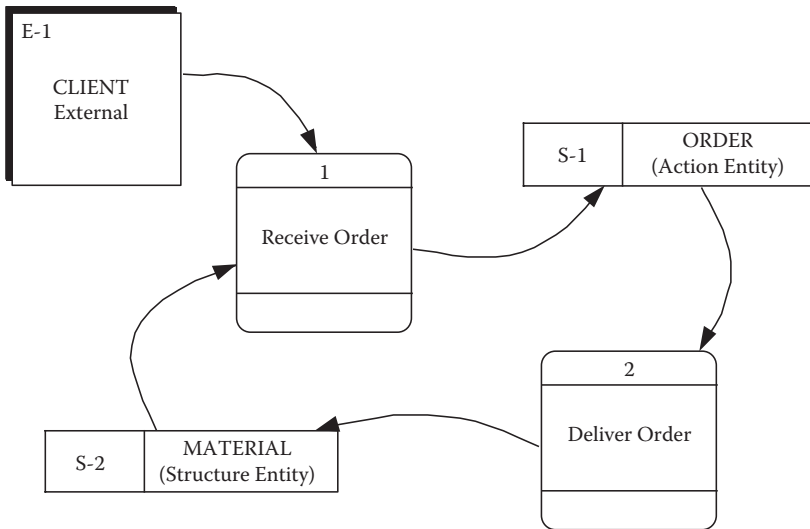 E-1
CLIENT
External
1
Receive Order
S-1
ORDER
(Action Entity)
2
Deliver Order
S-2
MATERIAL
(Structure Entity)